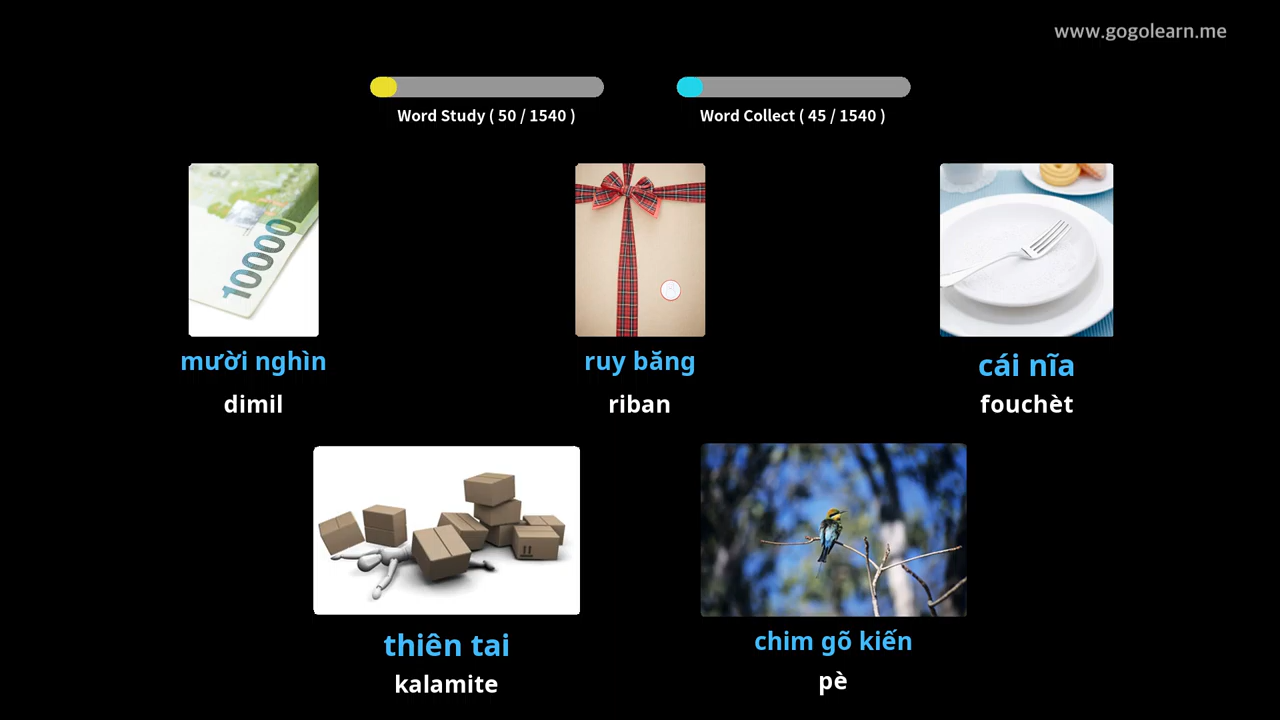 www.gogolearn.me
Word Study ( 50 / 1540 )
Word Collect ( 45 / 1540 )
10000
mười nghìn
dimil
ruy băng
riban
cái nĩa
fouchèt
thiên tai
kalamite
chim gõ kiến
pè